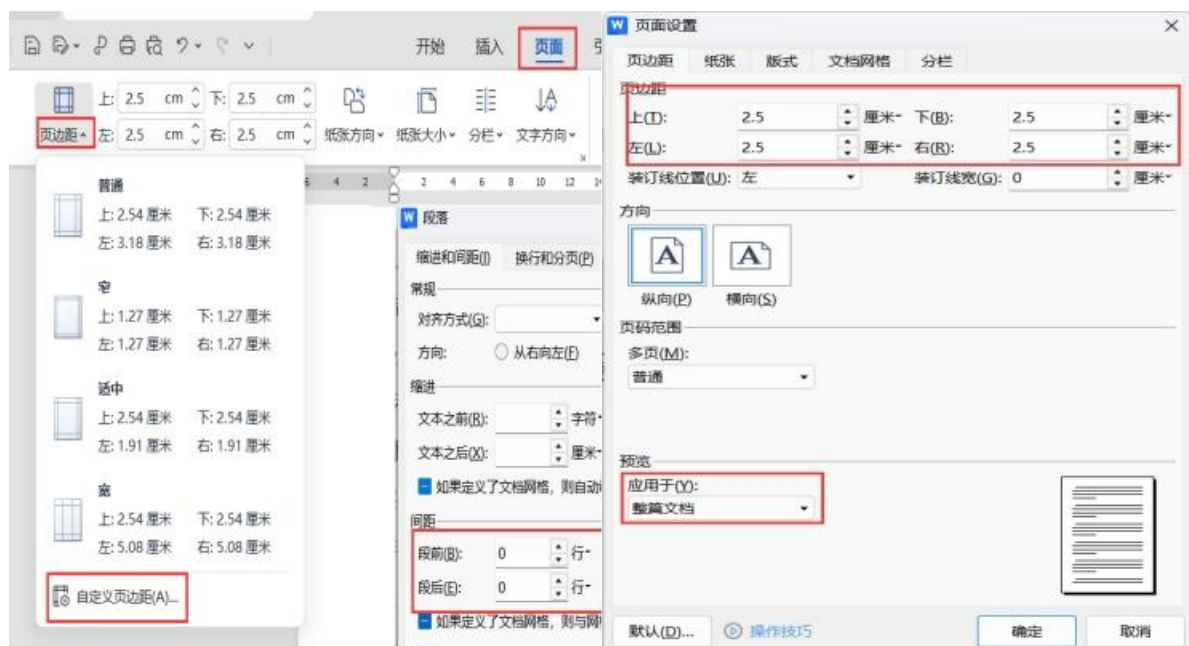 开始 插入 页面
上: 2.5 cm 下: 2.5 cm
页边距 左: 2.5 cm 右: 2.5 cm 纸张方向 纸张大小 分栏 文字方向
普通
上: 2.54 厘米 下: 2.54 厘米
左: 3.18 厘米 右: 3.18 厘米
窄
上: 1.27 厘米 下: 1.27 厘米
左: 1.27 厘米 右: 1.27 厘米
适中
上: 2.54 厘米 下: 2.54 厘米
左: 1.91 厘米 右: 1.91 厘米
宽
上: 2.54 厘米 下: 2.54 厘米
左: 5.08 厘米 右: 5.08 厘米
自定义页边距(A)...
6 4 2 2 4 6 8 10 12
W 段落
缩进和间距(I) 换行和分页(P)
常规
对齐方式(G):
方向: 从右向左(F)
缩进
文本之前(R): 字符
文本之后(X): 厘米
如果定义了文档网格，则自动
间距
段前(B): 0 行
段后(E): 0 行
如果定义了文档网格，则与网
W 页面设置
页边距 纸张 版式 文档网格 分栏
页边距
上(T): 2.5 厘米 下(B): 2.5 厘米
左(L): 2.5 厘米 右(R): 2.5 厘米
装订线位置(U): 左 装订线宽(G): 0 厘米
方向
A A
纵向(P) 横向(S)
页码范围
多页(M):
普通
预览
应用于(Y):
整篇文档
默认(D)... 操作技巧 确定 取消